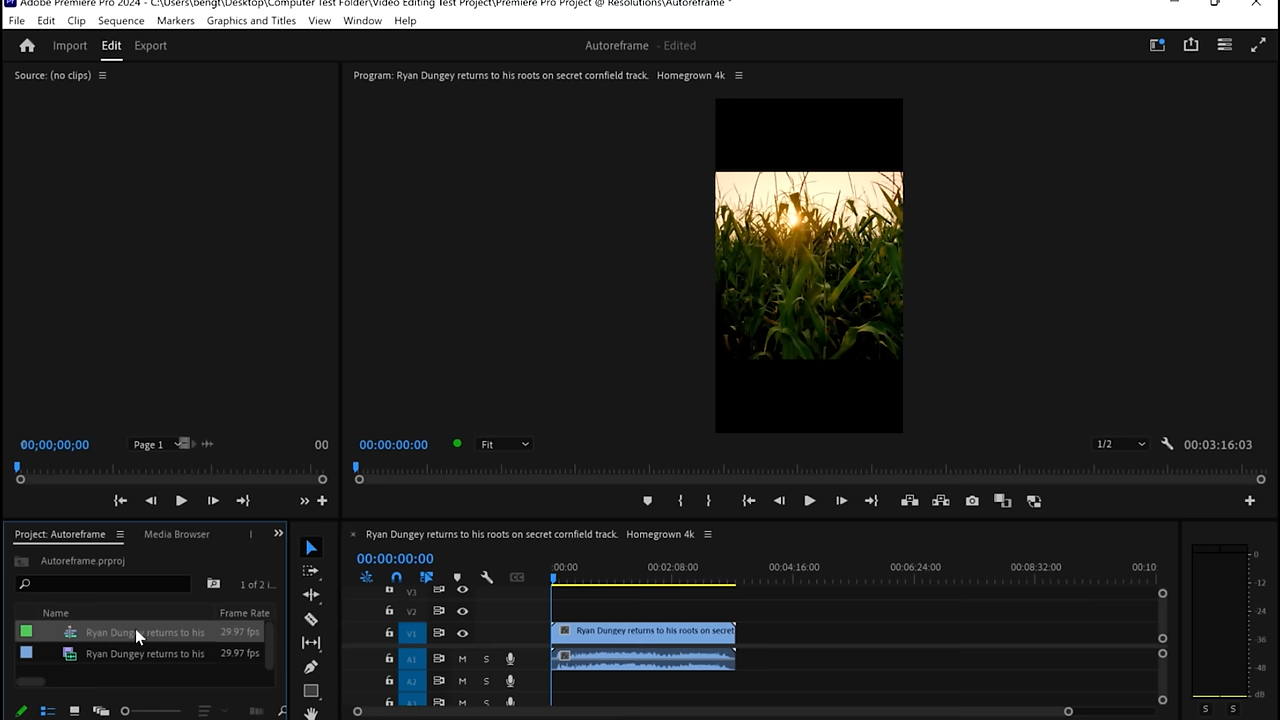 Adobe Premiere Pro 2024 - C:\Users\bengt\Desktop\Computer Test Folder\Video Editing Test Project\Premiere Pro Project @ Resolutions\Autoreframe *
File Edit Clip Sequence Markers Graphics and Titles View Window Help
Import Edit Export Autoreframe - Edited
Source: (no clips) Program: Ryan Dungey returns to his roots on secret cornfield track. Homegrown 4k
00;00;00;00 Page 1 00 00:00:00:00 Fit 1/2 00:03:16:03
Project: Autoreframe Media Browser
Autoreframe.prproj
1 of 2 i...
Name Frame Rate
Ryan Dungey returns to his 29.97 fps
Ryan Dungey returns to his 29.97 fps
Ryan Dungey returns to his roots on secret cornfield track. Homegrown 4k
00:00:00:00
:00:00 00:02:08:00 00:04:16:00 00:06:24:00 00:08:32:00 00:10
V3
V2
V1 Ryan Dungey returns to his roots on secret
A1 M S
A2 M S
A3 M S
0
-12
-24
-36
-48
dB
S S